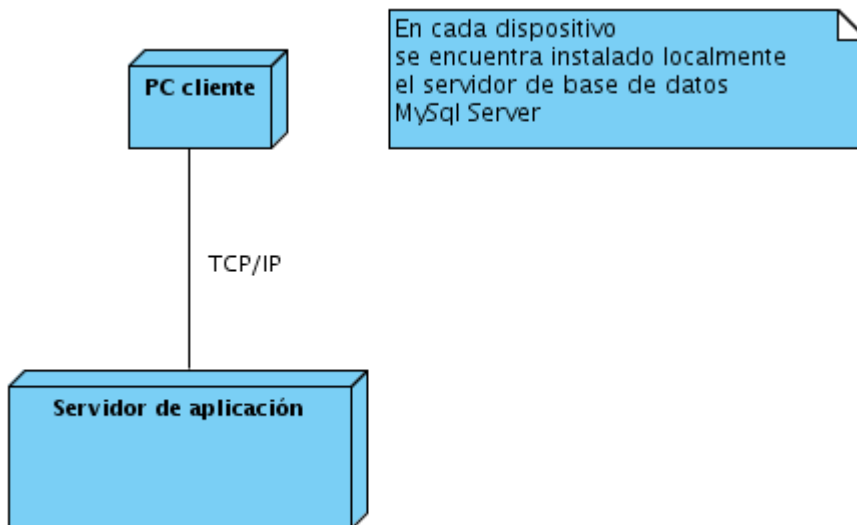 PC cliente
En cada dispositivo
se encuentra instalado localmente
el servidor de base de datos
MySql Server
TCP/IP
Servidor de aplicación